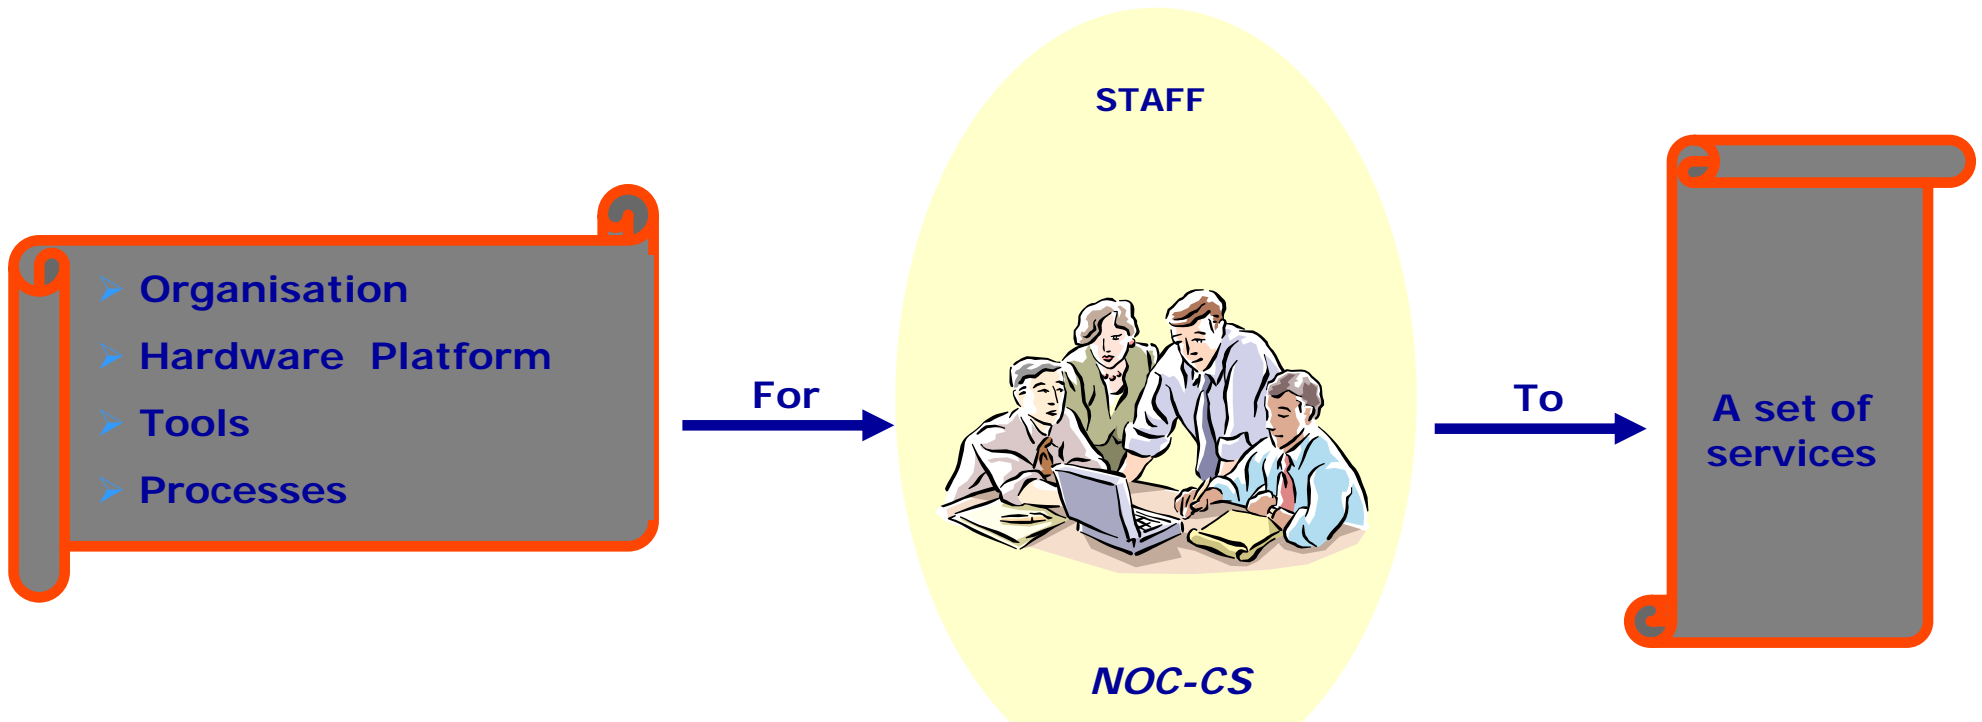 STAFF
Organisation
Hardware Platform
Tools
Processes
For
To
A set of
services
NOC-CS